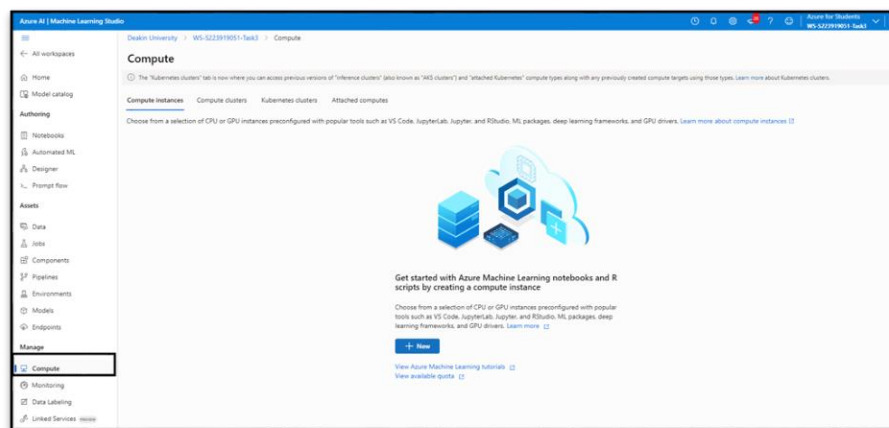 Azure AI | Machine Learning Studio
Azure for Students
WS-S223919051-Task3
Deakin University > WS-S223919051-Task3 > Compute
All workspaces
Home
Model catalog
Authoring
Notebooks
Automated ML
Designer
Prompt flow
Assets
Data
Jobs
Components
Pipelines
Environments
Models
Endpoints
Manage
Compute
Monitoring
Data Labeling
Linked Services
Compute
The "Kubernetes clusters" tab is now where you can access previous versions of "inference clusters" (also known as "AKS clusters") and "attached Kubernetes" compute types along with any previously created compute targets using those types. Learn more about Kubernetes clusters.
Compute instances Compute clusters Kubernetes clusters Attached computes
Choose from a selection of CPU or GPU instances preconfigured with popular tools such as VS Code, JupyterLab, Jupyter, and RStudio, ML packages, deep learning frameworks, and GPU drivers. Learn more about compute instances
Get started with Azure Machine Learning notebooks and R
scripts by creating a compute instance
Choose from a selection of CPU or GPU instances preconfigured with popular
tools such as VS Code, JupyterLab, Jupyter, and RStudio, ML packages, deep
learning frameworks, and GPU drivers. Learn more
+ New
View Azure Machine Learning tutorials
View available quota